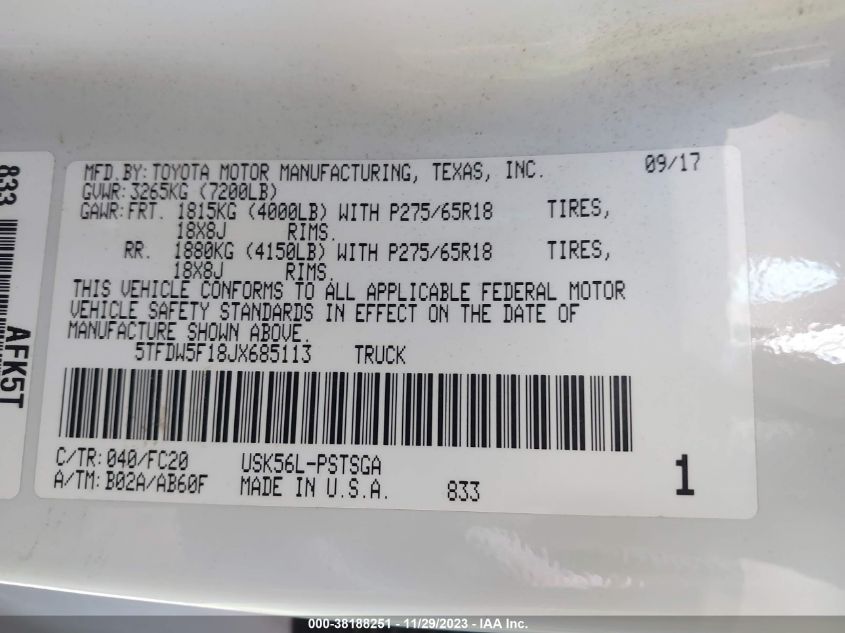 MFD.BY: TOYOTA MOTOR MANUFACTURING, TEXAS, INC. 09/17
GVWR: 3265KG (7200LB)
GAWR: FRT. 1815KG (4000LB) WITH P275/65R18 TIRES,
18X8J RIMS.
RR. 1880KG (4150LB) WITH P275/65R18 TIRES,
18X8J RIMS.
THIS VEHICLE CONFORMS TO ALL APPLICABLE FEDERAL MOTOR
VEHICLE SAFETY STANDARDS IN EFFECT ON THE DATE OF
MANUFACTURE SHOWN ABOVE.
5TFDW5F18JX685113 TRUCK
C/TR: 040/FC20 USK56L-PSTSGA
A/TM: B02A/AB60F MADE IN U.S.A. 833 1
833 AFK5T
000-38188251 - 11/29/2023 - IAA Inc.